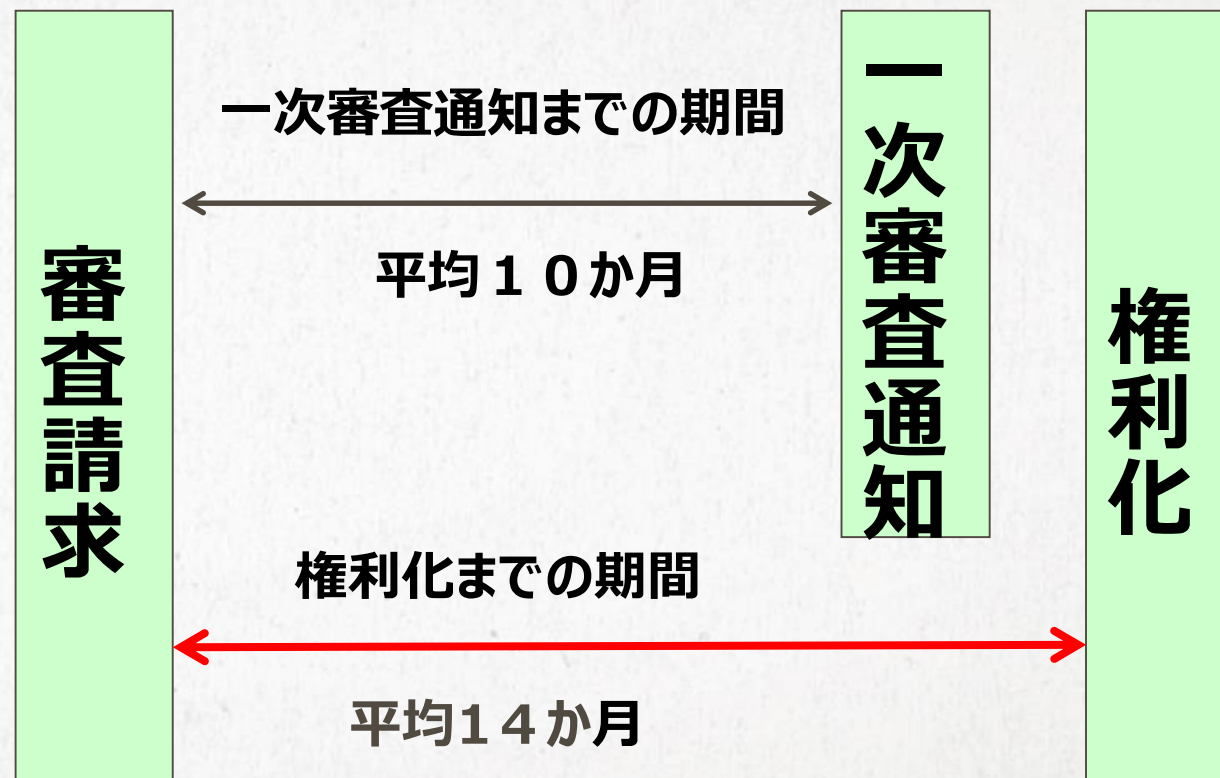 審査請求
一次審査通知までの期間
平均１０か月
一次審査通知
権利化
権利化までの期間
平均1４か月